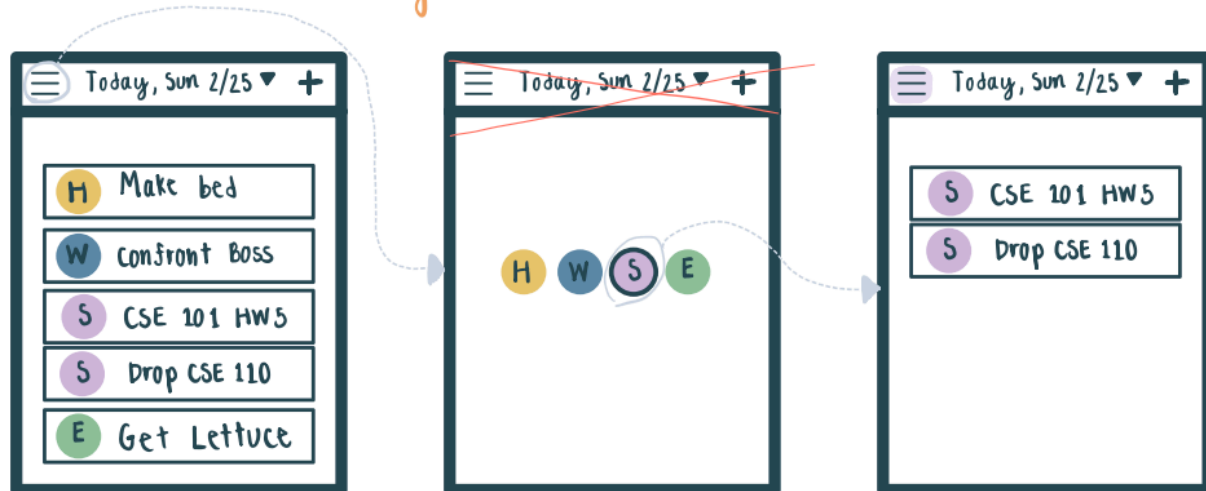 Today, Sun 2/25
H Make bed
W Confront Boss
S CSE 101 HW5
S Drop CSE 110
E Get Lettuce
Today, Sun 2/25
H W S E
Today, Sun 2/25
S CSE 101 HW5
S Drop CSE 110